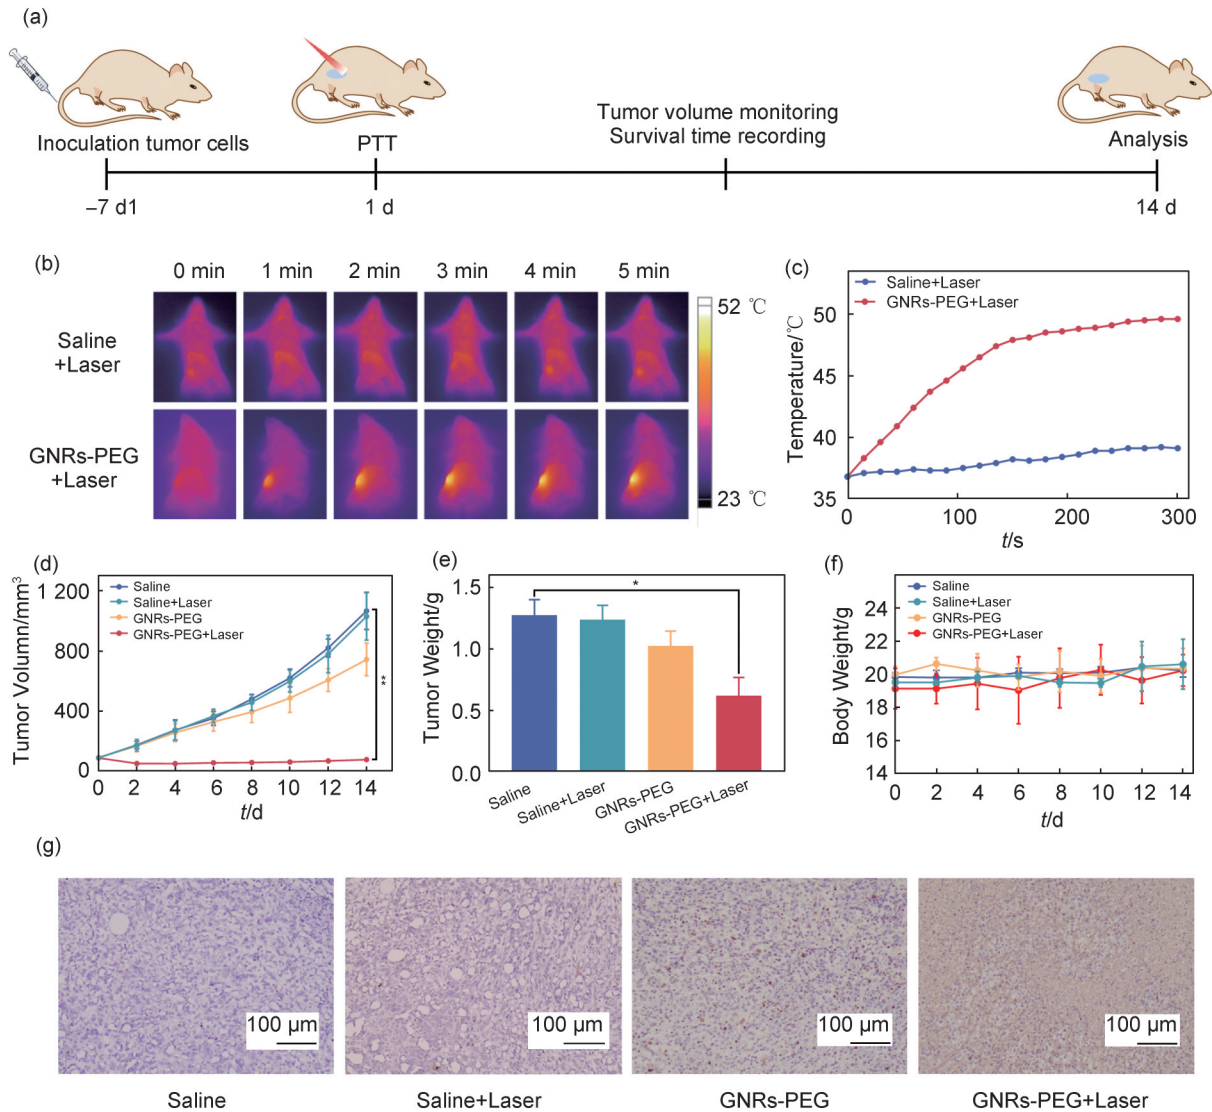 (a)
Inoculation tumor cells
PTT
Tumor volume monitoring
Survival time recording
Analysis
–7 d1
1 d
14 d
(b)
0 min 1 min 2 min 3 min 4 min 5 min
Saline
+Laser
GNRs-PEG
+Laser
52 ℃
23 ℃
(c)
Saline+Laser
GNRs-PEG+Laser
Temperature/℃
50
45
40
35
0 100 200 300
t/s
(d)
Saline
Saline+Laser
GNRs-PEG
GNRs-PEG+Laser
Tumor Volumn/mm³
1 200
800
400
0
0 2 4 6 8 10 12 14
t/d
**
(e)
Tumor Weight/g
1.5
1.0
0.5
0.0
*
Saline
Saline+Laser
GNRs-PEG
GNRs-PEG+Laser
(f)
Saline
Saline+Laser
GNRs-PEG
GNRs-PEG+Laser
Body Weight/g
24
22
20
18
16
14
0 2 4 6 8 10 12 14
t/d
(g)
100 µm
100 µm
100 µm
100 µm
Saline
Saline+Laser
GNRs-PEG
GNRs-PEG+Laser